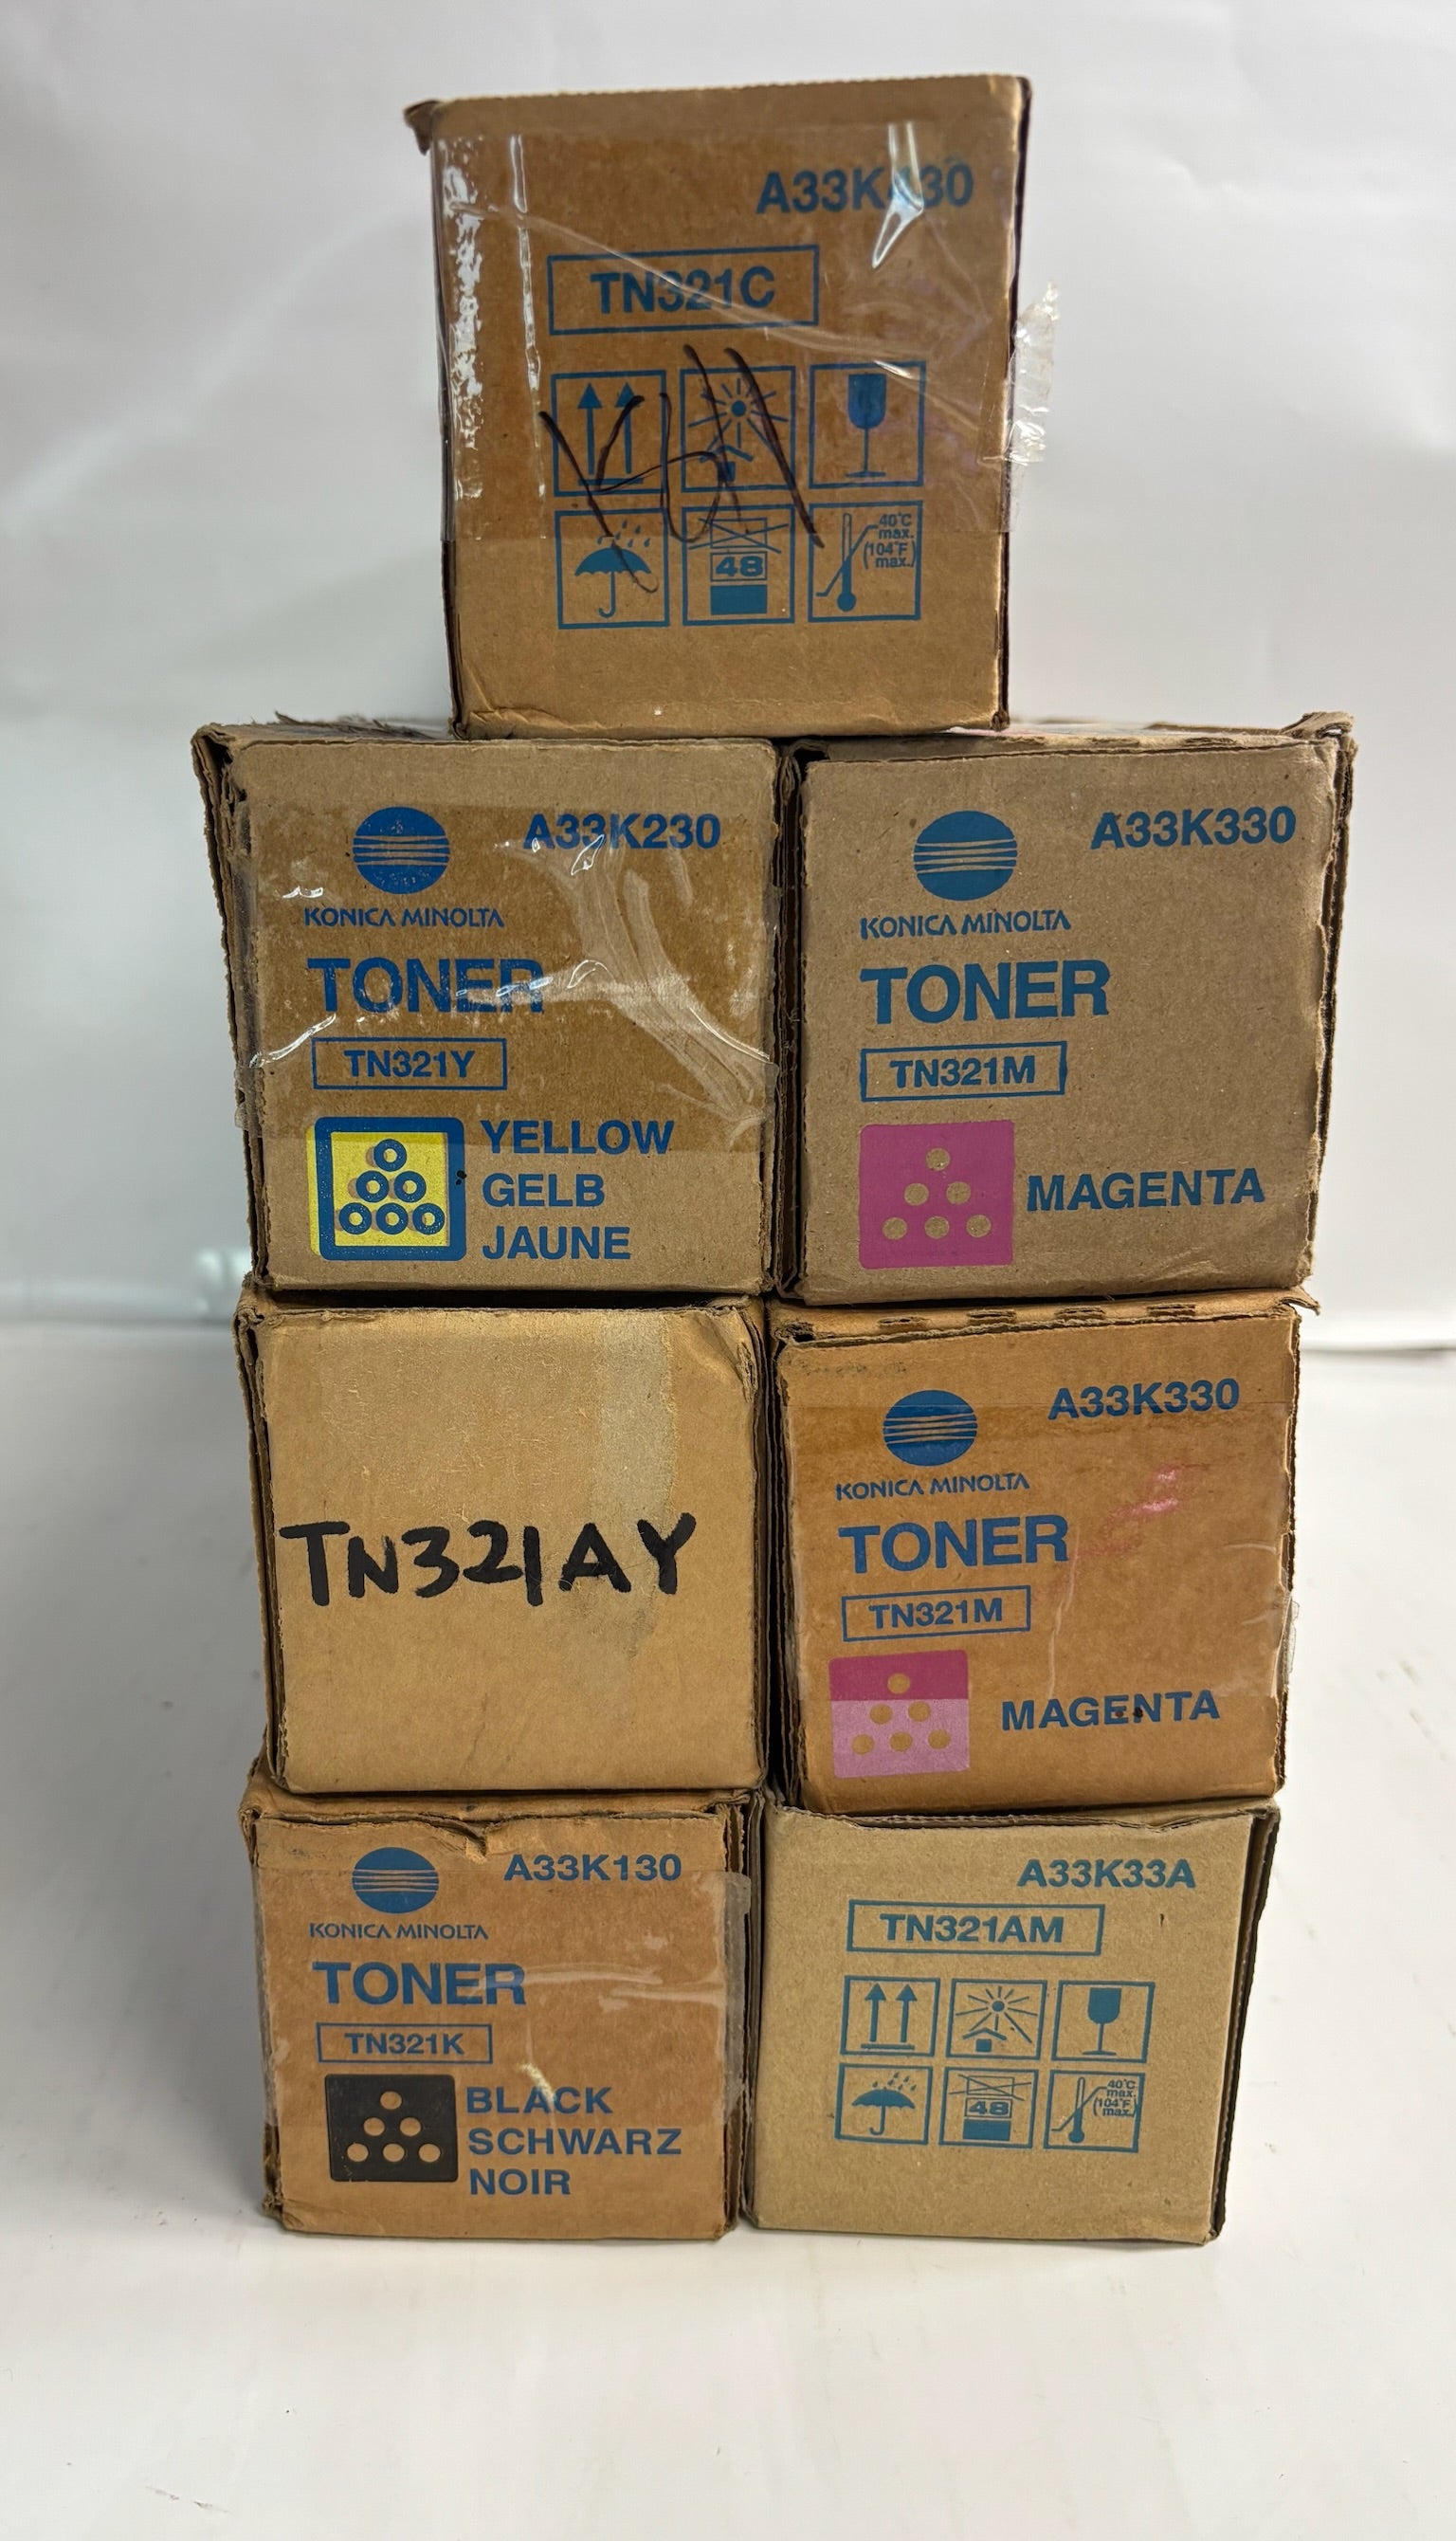 A33K430
TN321C
48
40°C
max.
(104°F
max.)
A33K230
KONICA MINOLTA
TONER
TN321Y
YELLOW
GELB
JAUNE
A33K330
KONICA MINOLTA
TONER
TN321M
MAGENTA
TN321AY
A33K330
KONICA MINOLTA
TONER
TN321M
MAGENTA
A33K130
KONICA MINOLTA
TONER
TN321K
BLACK
SCHWARZ
NOIR
A33K33A
TN321AM
48
40°C
max.
(104°F
max.)